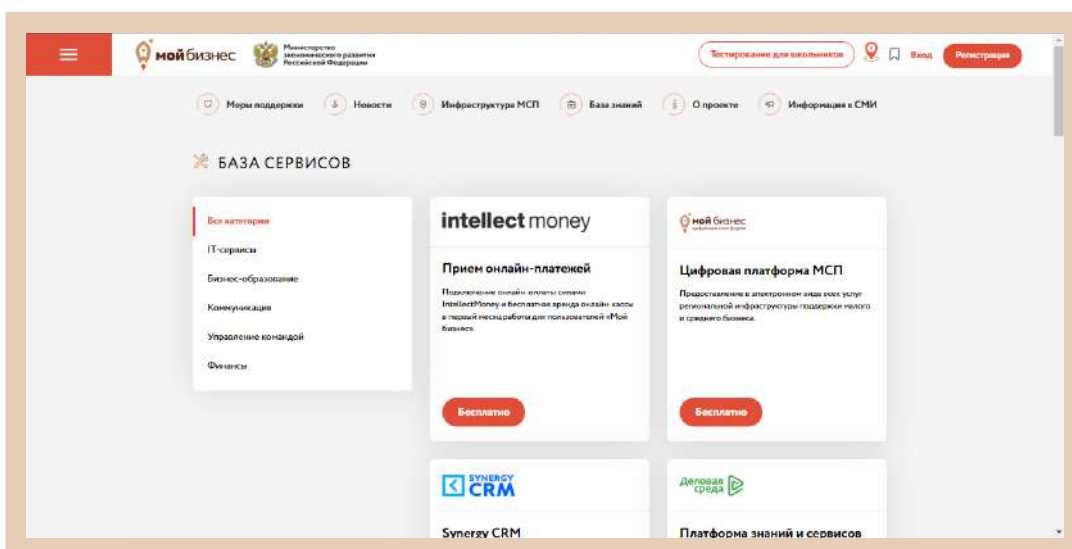 мой бизнес
Министерство
экономического развития
Российской Федерации
Тестирование для школьников
Вход
Регистрация
Меры поддержки
Новости
Инфраструктура МСП
База знаний
О проекте
Информация в СМИ
БАЗА СЕРВИСОВ
Все категории
IT-сервисы
Бизнес-образование
Коммуникация
Управление командой
Финансы
intellect money
Прием онлайн-платежей
Подключение онлайн-оплаты силами
IntellectMoney и бесплатная аренда онлайн-кассы
в первый месяц работы для пользователей «Мой
бизнес».
Бесплатно
мой бизнес
цифровая платформа
Цифровая платформа МСП
Предоставление в электронном виде всех услуг
региональной инфраструктуры поддержки малого
и среднего бизнеса.
Бесплатно
SYNERGY
CRM
Synergy CRM
Деловая
среда
Платформа знаний и сервисов